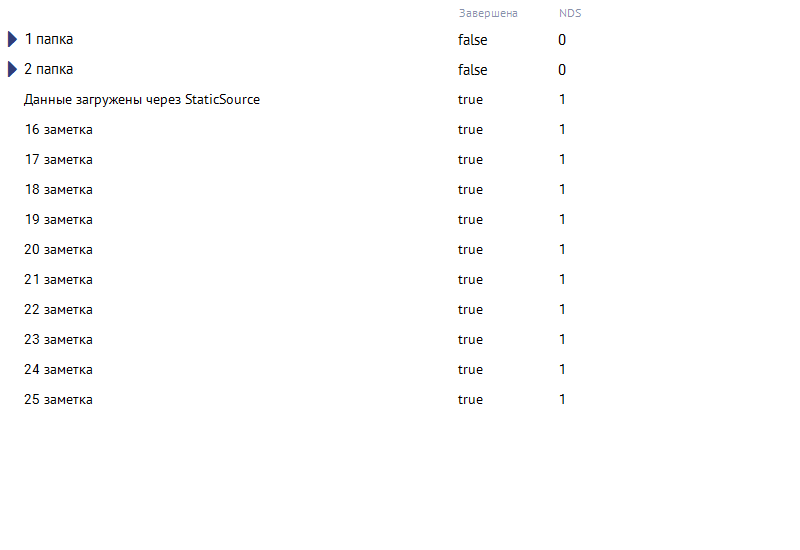 Завершена NDS
1 папка false 0
2 папка false 0
Данные загружены через StaticSource true 1
16 заметка true 1
17 заметка true 1
18 заметка true 1
19 заметка true 1
20 заметка true 1
21 заметка true 1
22 заметка true 1
23 заметка true 1
24 заметка true 1
25 заметка true 1